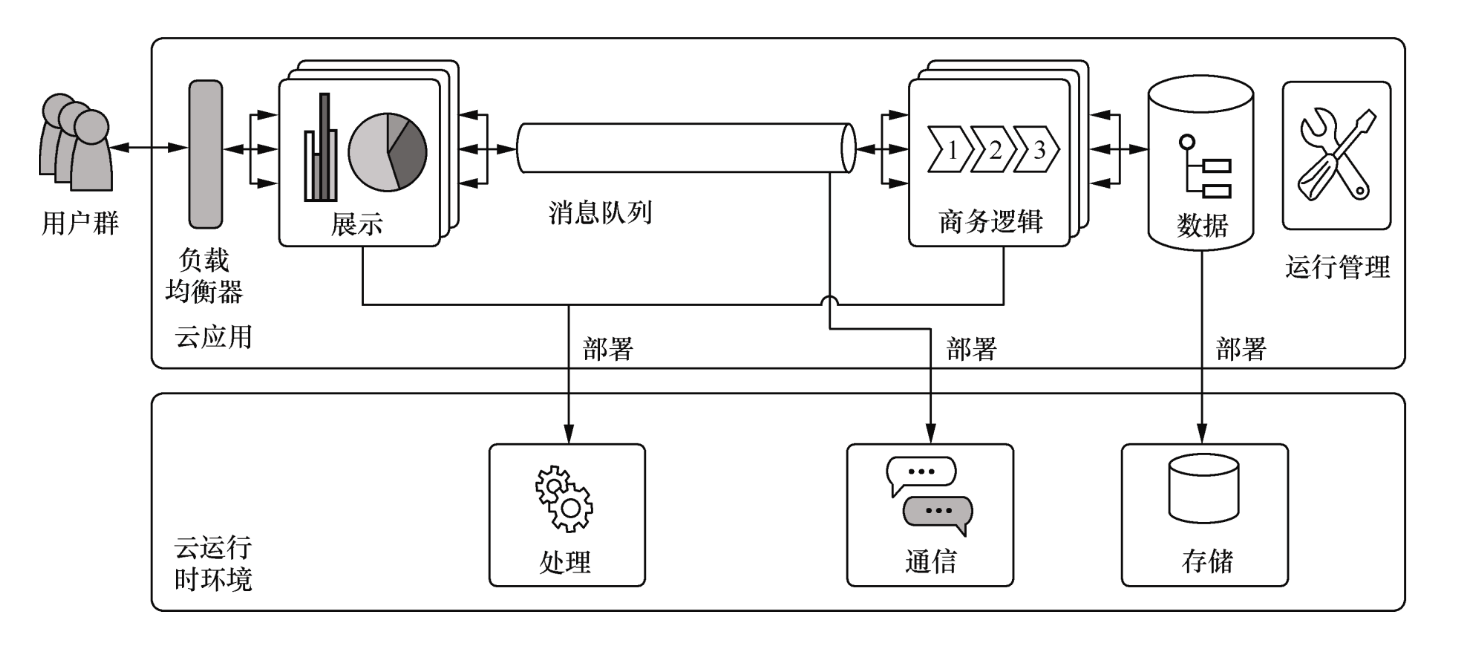 用户群
负载
均衡器
云应用
展示
消息队列
1 2 3
商务逻辑
数据
运行管理
部署
部署
部署
云运行
时环境
处理
通信
存储